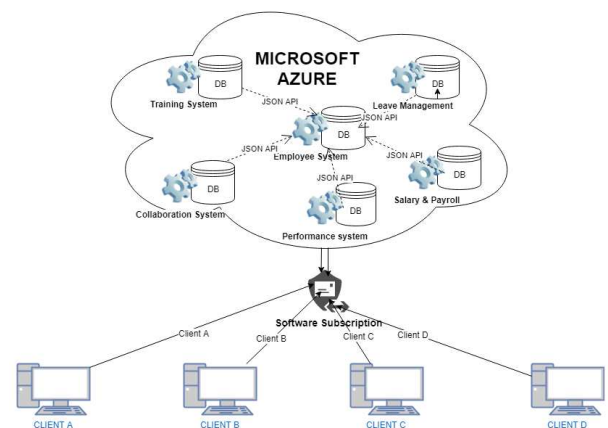 MICROSOFT
AZURE
DB
DB
Training System
Leave Management
JSON API
JSON API
DB
JSON API
Employee System
JSON API
DB
JSON API
DB
Salary & Payroll
Collaboration System
DB
Performance system
Software Subscription
Client A
Client B
Client C
Client D
CLIENT A
CLIENT B
CLIENT C
CLIENT D